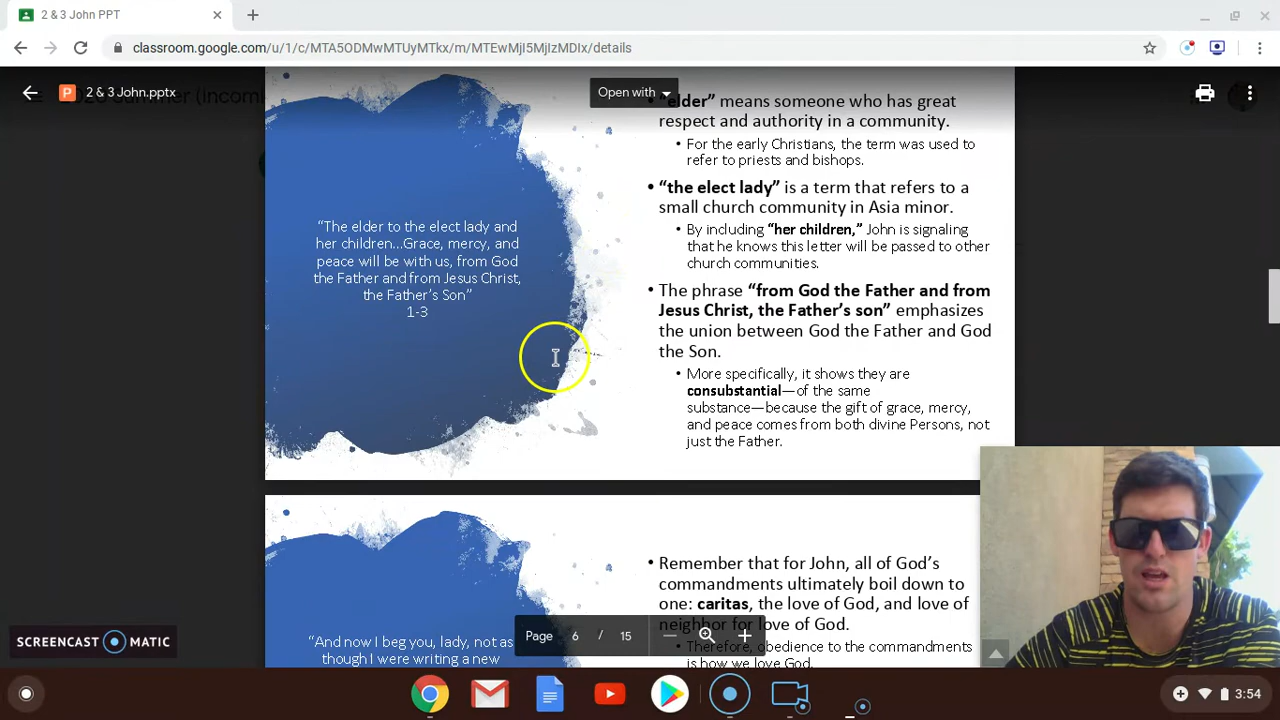 2 & 3 John PPT
classroom.google.com/u/1/c/MTA5ODMwMTUyMTkx/m/MTEwMjI5MjIzMDIx/details
2 & 3 John.pptx
Open with
“elder” means someone who has great
respect and authority in a community.
• For the early Christians, the term was used to
refer to priests and bishops.
• “the elect lady” is a term that refers to a
small church community in Asia minor.
• By including “her children,” John is signaling
that he knows this letter will be passed to other
church communities.
• The phrase “from God the Father and from
Jesus Christ, the Father’s son” emphasizes
the union between God the Father and God
the Son.
• More specifically, it shows they are
consubstantial—of the same
substance—because the gift of grace, mercy,
and peace comes from both divine Persons, not
just the Father.
“The elder to the elect lady and
her children...Grace, mercy, and
peace will be with us, from God
the Father and from Jesus Christ,
the Father’s Son”
1-3
• Remember that for John, all of God’s
commandments ultimately boil down to
one: caritas, the love of God, and love of
neighbor for love of God.
• Therefore, obedience to the commandments
is how we love God.
“And now I beg you, lady, not as
though I were writing a new
Page 6 / 15
SCREENCAST MATIC
3:54